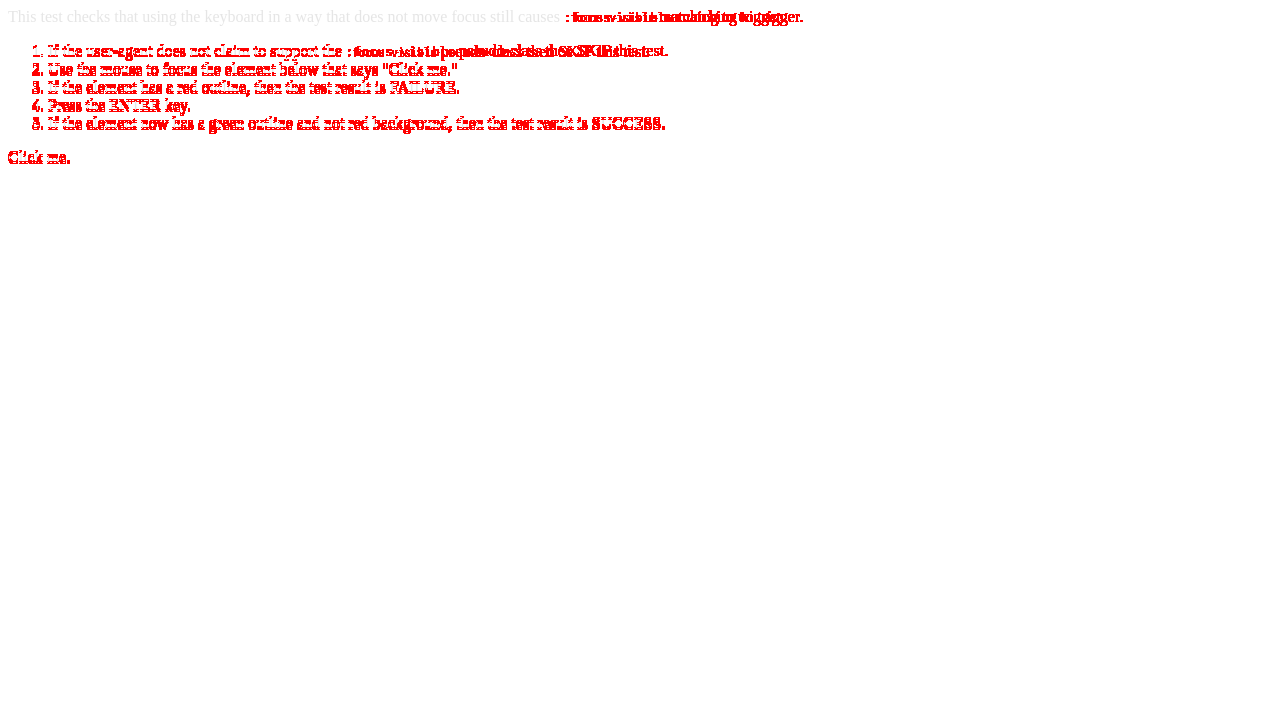 This test checks that using the keyboard in a way that does not move focus still causes :focus-visible matching to trigger.
1. If the user-agent does not claim to support the :focus-visible pseudo-class then SKIP this test.
2. Use the mouse to focus the element below that says "Click me."
3. If the element has a red outline, then the test result is FAILURE.
4. Press the ENTER key.
5. If the element now has a green outline and not red background, then the test result is SUCCESS.
Click me.